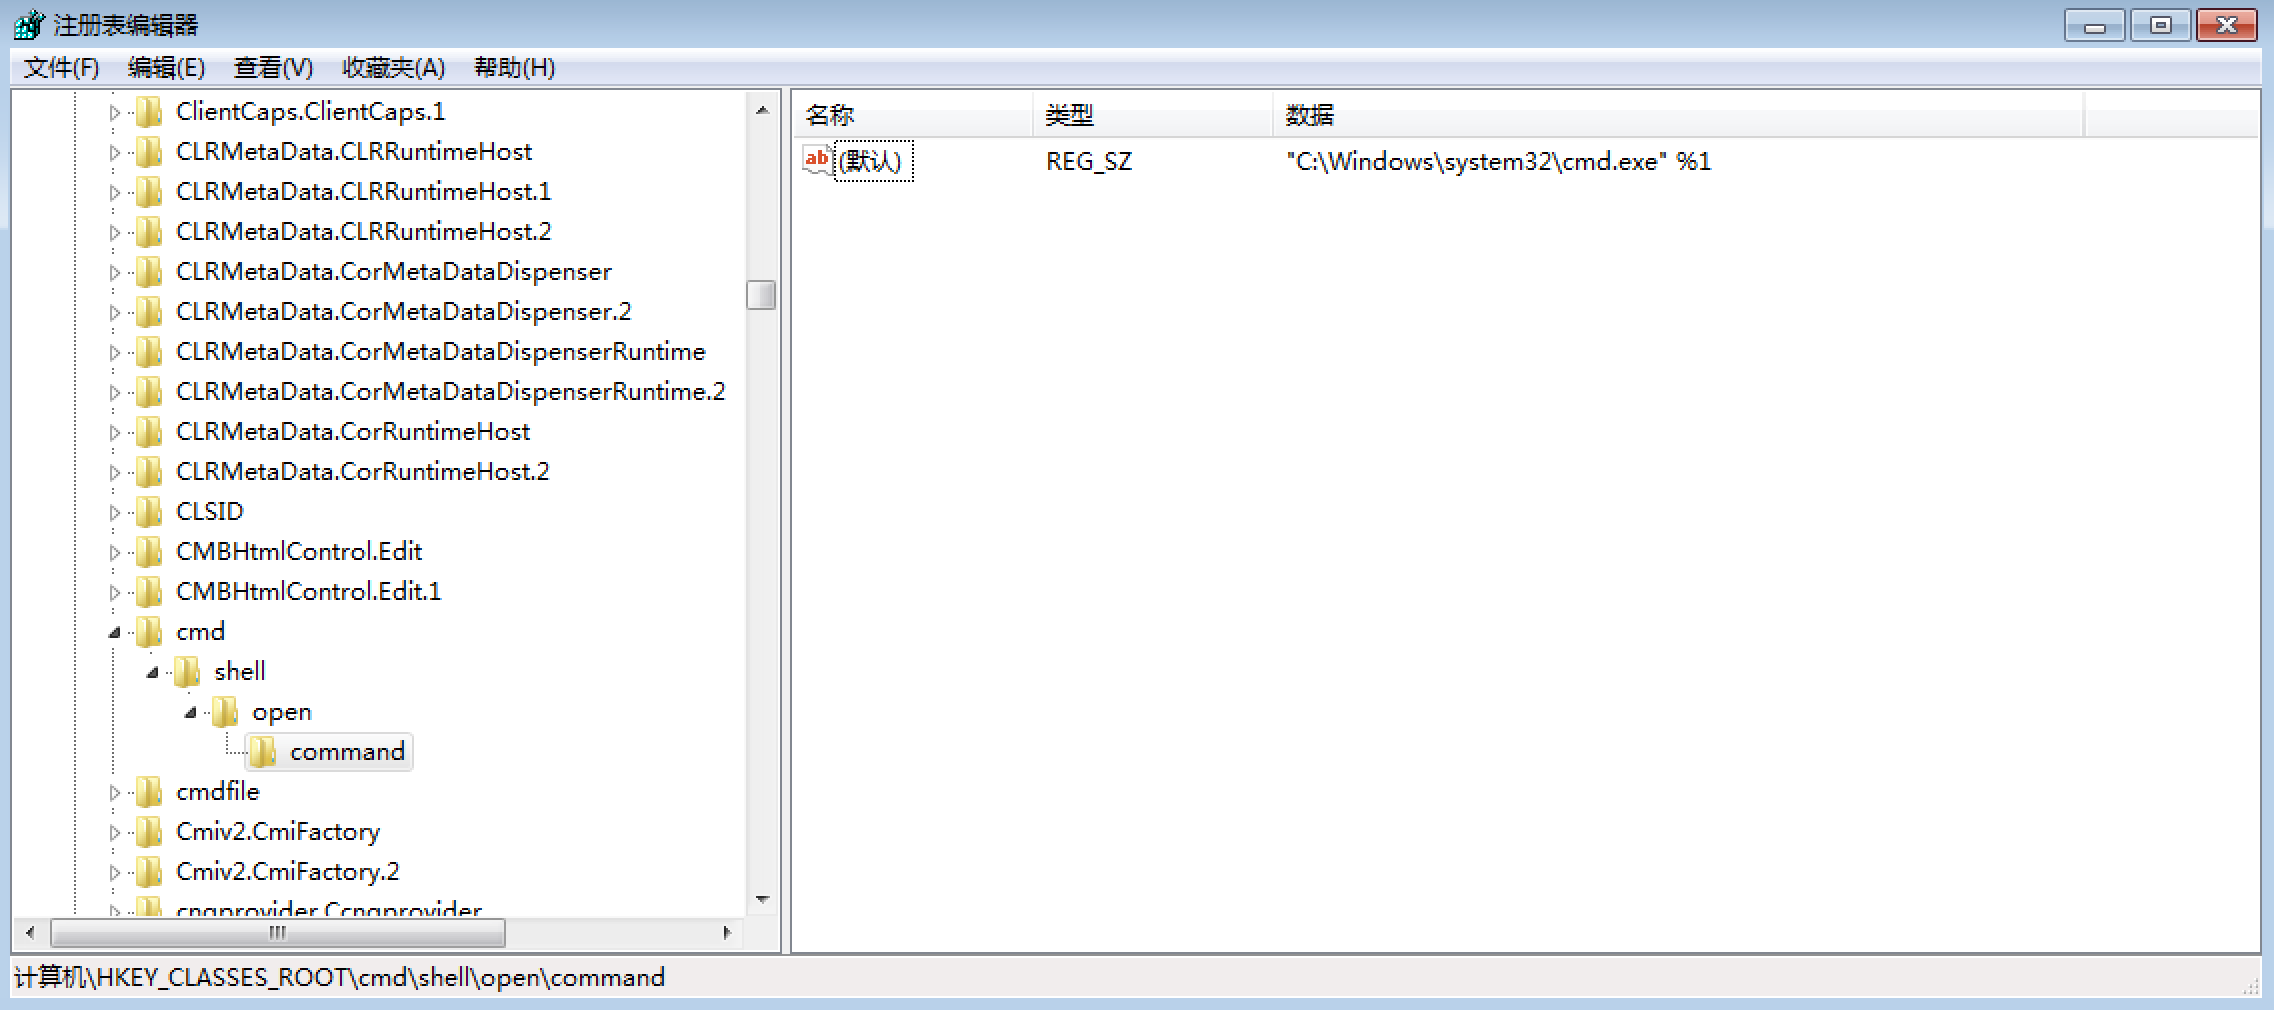 注册表编辑器
文件(F) 编辑(E) 查看(V) 收藏夹(A) 帮助(H)
ClientCaps.ClientCaps.1
CLRMetaData.CLRRuntimeHost
CLRMetaData.CLRRuntimeHost.1
CLRMetaData.CLRRuntimeHost.2
CLRMetaData.CorMetaDataDispenser
CLRMetaData.CorMetaDataDispenser.2
CLRMetaData.CorMetaDataDispenserRuntime
CLRMetaData.CorMetaDataDispenserRuntime.2
CLRMetaData.CorRuntimeHost
CLRMetaData.CorRuntimeHost.2
CLSID
CMBHtmlControl.Edit
CMBHtmlControl.Edit.1
cmd
shell
open
command
cmdfile
Cmiv2.CmiFactory
Cmiv2.CmiFactory.2
cngprovider.Ccngprovider
名称 类型 数据
ab (默认) REG_SZ "C:\Windows\system32\cmd.exe" %1
计算机\HKEY_CLASSES_ROOT\cmd\shell\open\command